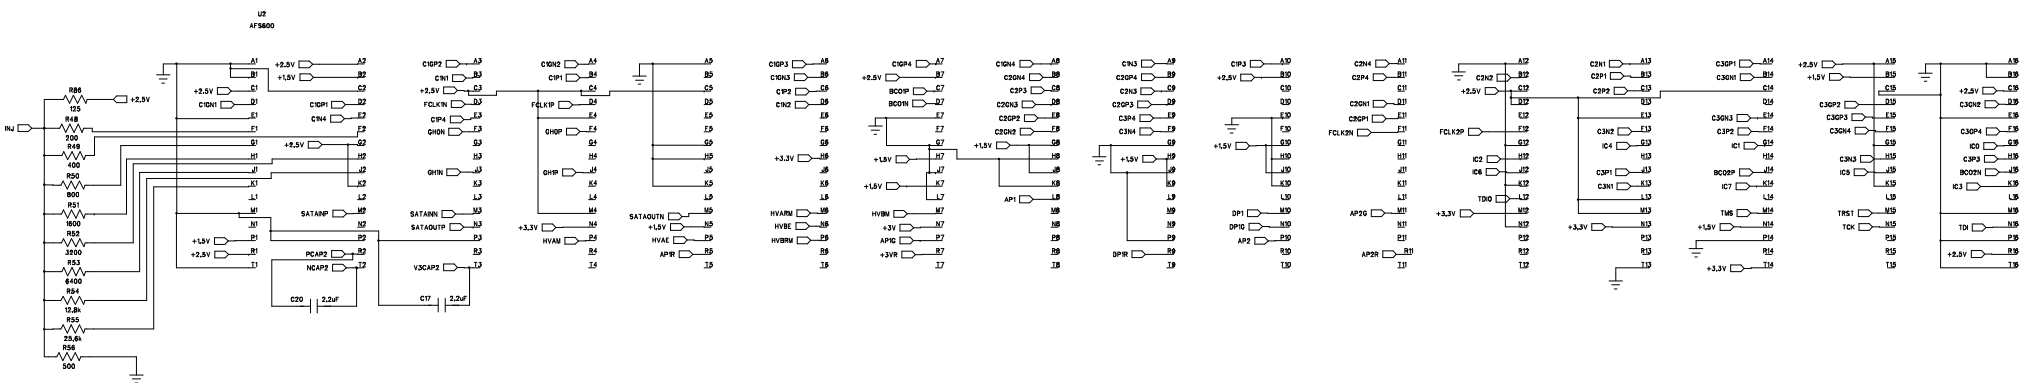 U2
AFS600
INJ
R86
125
+2,5V
R48
200
R49
400
R50
800
R51
1600
R52
3200
R53
6400
R54
12,8k
R55
25,6k
R56
500
A1
B1
+2,5V C1
C1GN1 D1
E1
F1
G1
H1
J1
K1
L1
M1
N1
+1,5V P1
+2,5V R1
T1
+2,5V A2
+1,5V B2
C2
C1GP1 D2
C1N4 E2
F2
+2,5V G2
H2
J2
K2
L2
SATAINP M2
N2
P2
PCAP2 R2
NCAP2 T2
C20 2,2uF
C1GP2 A3
C1N1 B3
+2,5V C3
FCLK1N D3
C1P4 E3
GH0N F3
G3
H3
GH1N J3
K3
L3
SATAINN M3
SATAOUTP N3
P3
R3
V3CAP2 T3
C17 2,2uF
C1GN2 A4
C1P1 B4
C4
FCLK1P D4
E4
GH0P F4
G4
H4
GH1P J4
K4
L4
M4
+3,3V N4
HVAM P4
R4
T4
A5
B5
C5
D5
E5
F5
G5
H5
J5
K5
L5
SATAOUTN M5
+1,5V N5
HVAE P5
AP1R R5
T5
C1GP3 A6
C1GN3 B6
C1P2 C6
C1N2 D6
E6
F6
G6
+3,3V H6
J6
K6
L6
HVARM M6
HVBE N6
HVBRM P6
R6
T6
C1GP4 A7
+2,5V B7
BCO1P C7
BCO1N D7
E7
F7
G7
+1,5V H7
J7
+1,5V K7
L7
HVBM M7
+3V N7
AP1G P7
+3VR R7
T7
C1GN4 A8
C2GN4 B8
C2P3 C8
C2GN3 D8
C2GP2 E8
C2GN2 F8
+1,5V G8
H8
J8
K8
AP1 L8
M8
N8
P8
R8
T8
C1N3 A9
C2GP4 B9
C2N3 C9
C2GP3 D9
C3P4 E9
C3N4 F9
G9
+1,5V H9
J9
K9
L9
M9
N9
P9
DP1R R9
T9
C1P3 A10
+2,5V B10
C10
D10
E10
F10
+1,5V G10
H10
J10
K10
L10
DP1 M10
DP1G N10
AP2 P10
R10
T10
C2N4 A11
C2P4 B11
C11
C2GN1 D11
C2GP1 E11
FCLK2N F11
G11
H11
J11
K11
L11
AP2G M11
N11
P11
AP2R R11
T11
A12
C2N2 B12
+2,5V C12
D12
E12
FCLK2P F12
G12
IC2 H12
IC6 J12
K12
TDIO L12
+3,3V M12
N12
P12
R12
T12
C2N1 A13
C2P1 B13
C2P2 C13
D13
E13
C3N2 F13
IC4 G13
H13
C3P1 J13
C3N1 K13
L13
M13
+3,3V N13
P13
R13
T13
C3GP1 A14
C3GN1 B14
C14
D14
C3GN3 E14
C3P2 F14
IC1 G14
H14
BCO2P J14
IC7 K14
L14
TMS M14
+1,5V N14
P14
R14
+3,3V T14
+2,5V A15
+1,5V B15
C15
C3GP2 D15
C3GP3 E15
C3GN4 F15
G15
C3N3 H15
IC5 J15
K15
L15
TRST M15
TCK N15
P15
R15
T15
A16
B16
+2,5V C16
C3GN2 D16
E16
C3GP4 F16
IC0 G16
C3P3 H16
BCO2N J16
IC3 K16
L16
M16
TDI N16
P16
+2,5V R16
T16